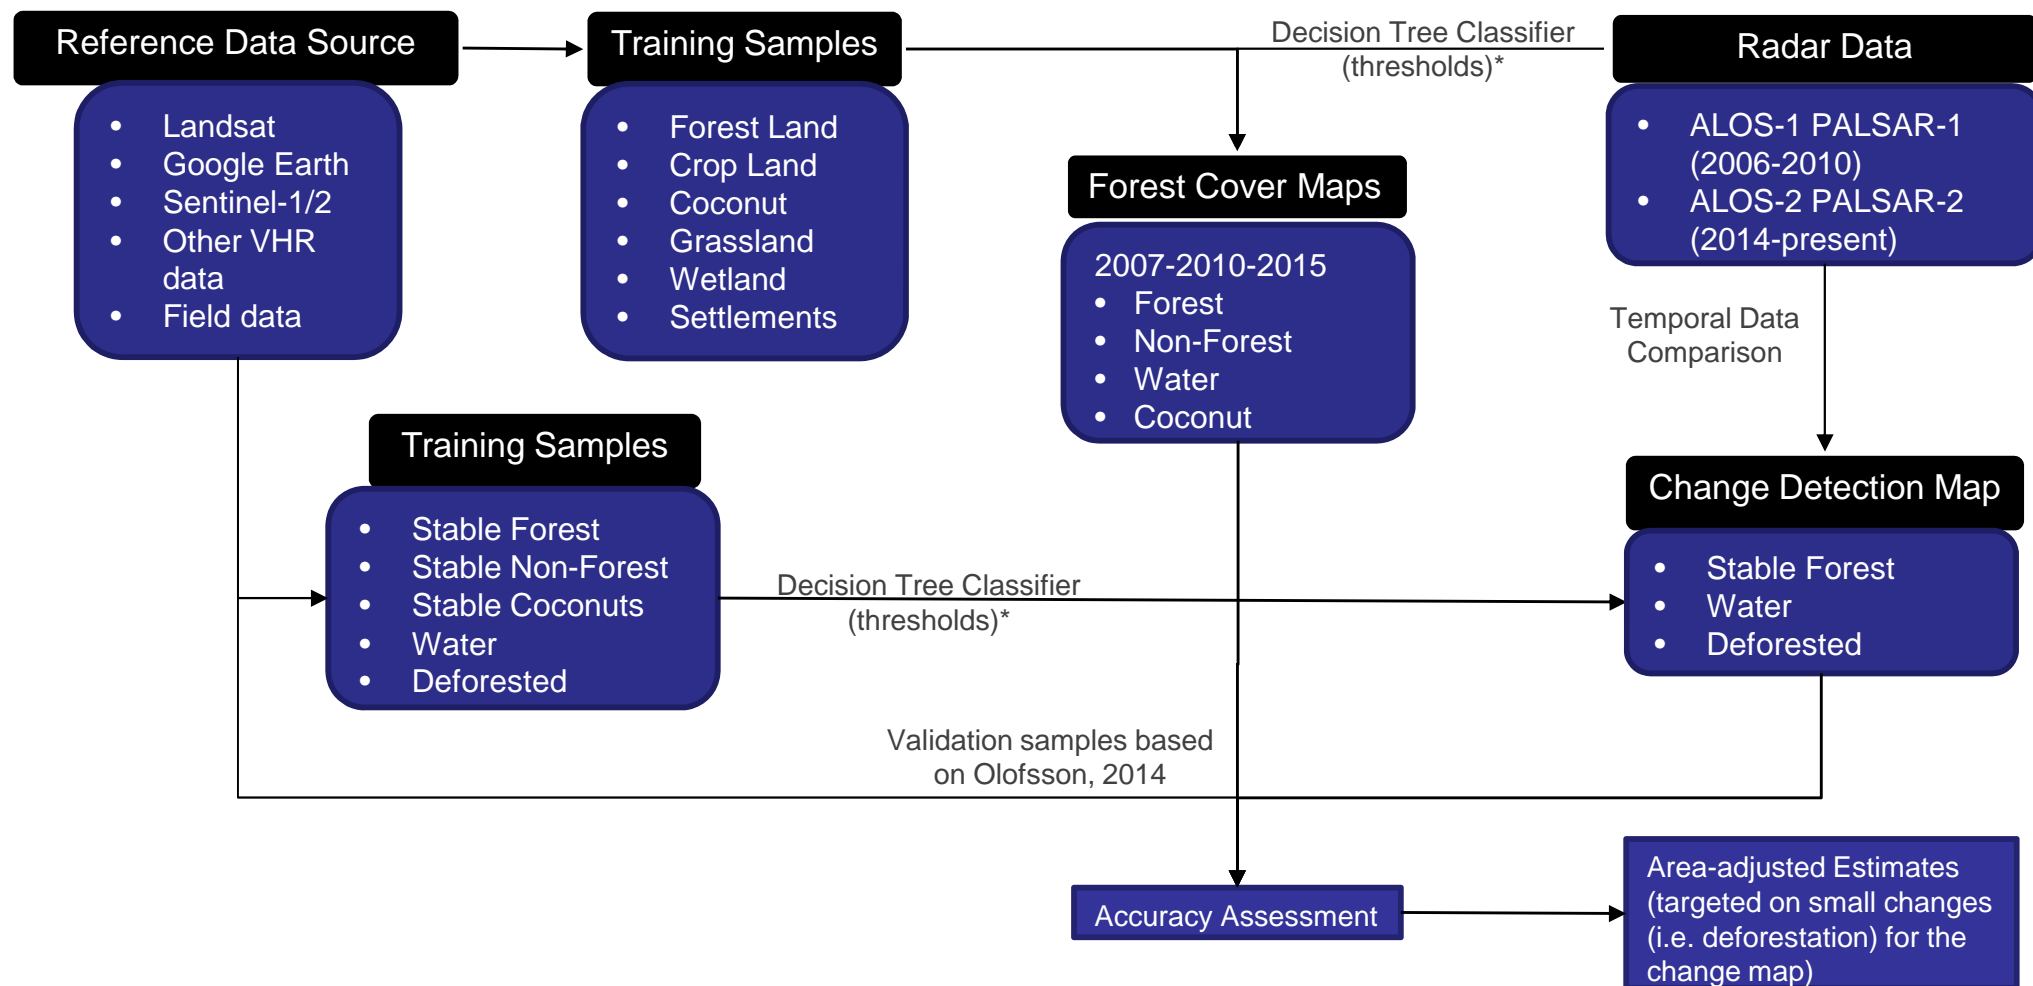 Reference Data Source
• Landsat
• Google Earth
• Sentinel-1/2
• Other VHR
data
• Field data
Training Samples
• Forest Land
• Crop Land
• Coconut
• Grassland
• Wetland
• Settlements
Decision Tree Classifier
(thresholds)*
Radar Data
• ALOS-1 PALSAR-1
(2006-2010)
• ALOS-2 PALSAR-2
(2014-present)
Forest Cover Maps
2007-2010-2015
• Forest
• Non-Forest
• Water
• Coconut
Temporal Data
Comparison
Training Samples
• Stable Forest
• Stable Non-Forest
• Stable Coconuts
• Water
• Deforested
Decision Tree Classifier
(thresholds)*
Change Detection Map
• Stable Forest
• Water
• Deforested
Validation samples based
on Olofsson, 2014
Accuracy Assessment
Area-adjusted Estimates
(targeted on small changes
(i.e. deforestation) for the
change map)